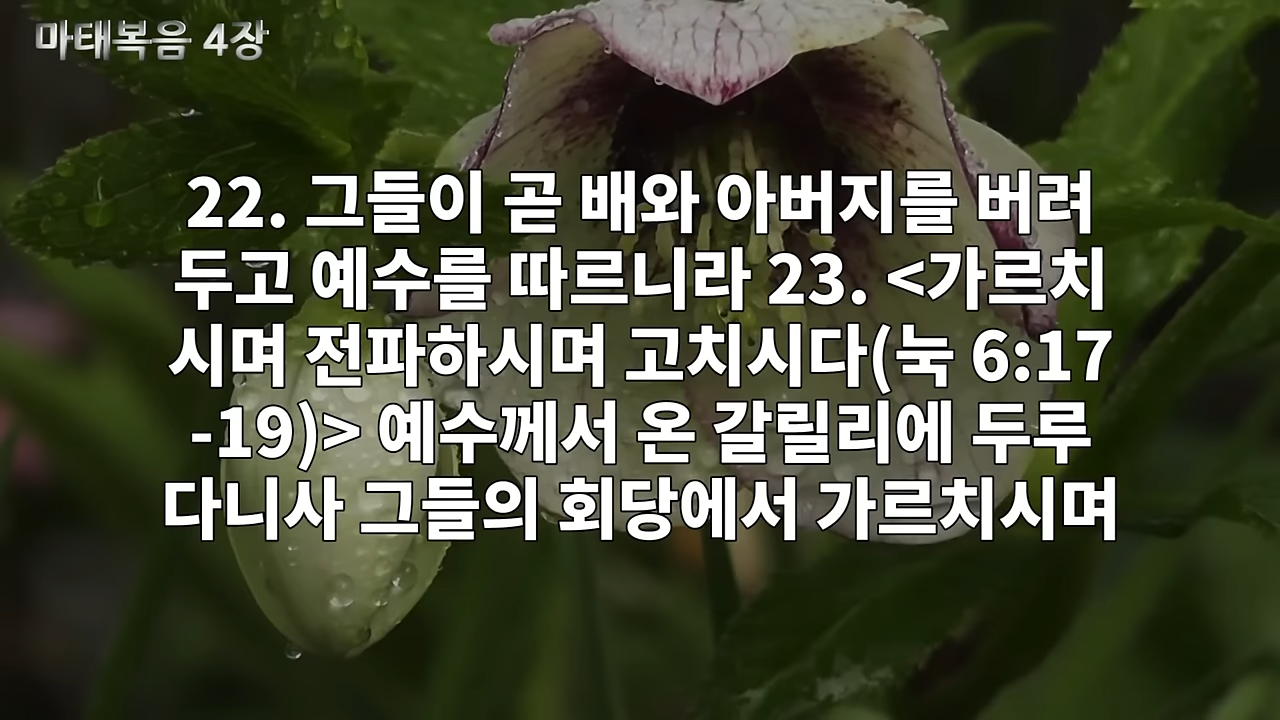 마태복음 4장
22. 그들이 곧 배와 아버지를 버려
두고 예수를 따르니라 23. <가르치
시며 전파하시며 고치시다(눅 6:17
-19)> 예수께서 온 갈릴리에 두루
다니사 그들의 회당에서 가르치시며